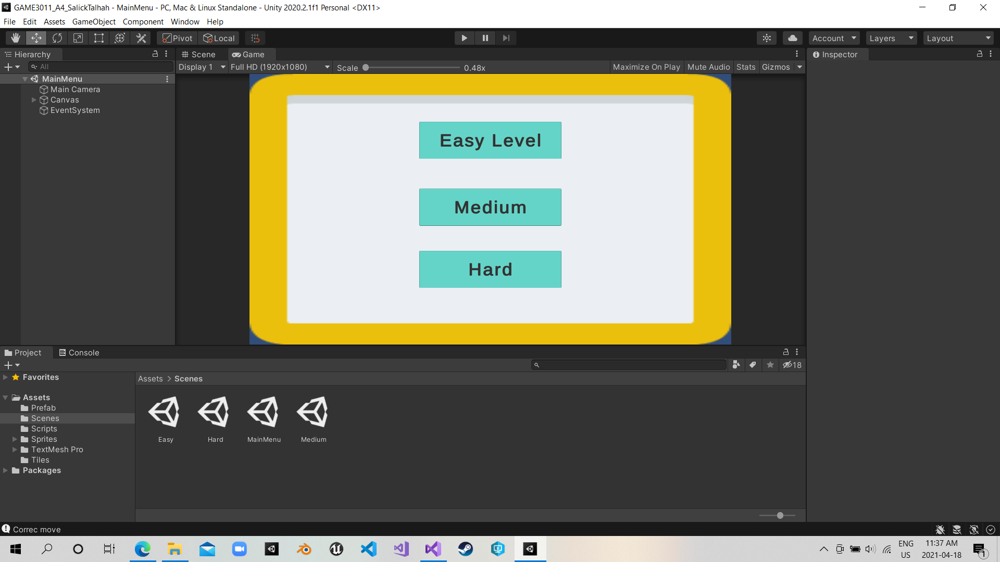 GAME3011_A4_SalickTalhah - MainMenu - PC, Mac & Linux Standalone - Unity 2020.2.1f1 Personal <DX11>
File Edit Assets GameObject Component Window Help
Pivot Local Account Layers Layout
Hierarchy
All
MainMenu
Main Camera
Canvas
EventSystem
Scene Game
Display 1 Full HD (1920x1080) Scale 0.48x Maximize On Play Mute Audio Stats Gizmos
Easy Level
Medium
Hard
Inspector
Project Console
18
Favorites
Assets
Prefab
Scenes
Scripts
Sprites
TextMesh Pro
Tiles
Packages
Assets > Scenes
Easy Hard MainMenu Medium
Correc move
ENG
US
11:37 AM
2021-04-18
1